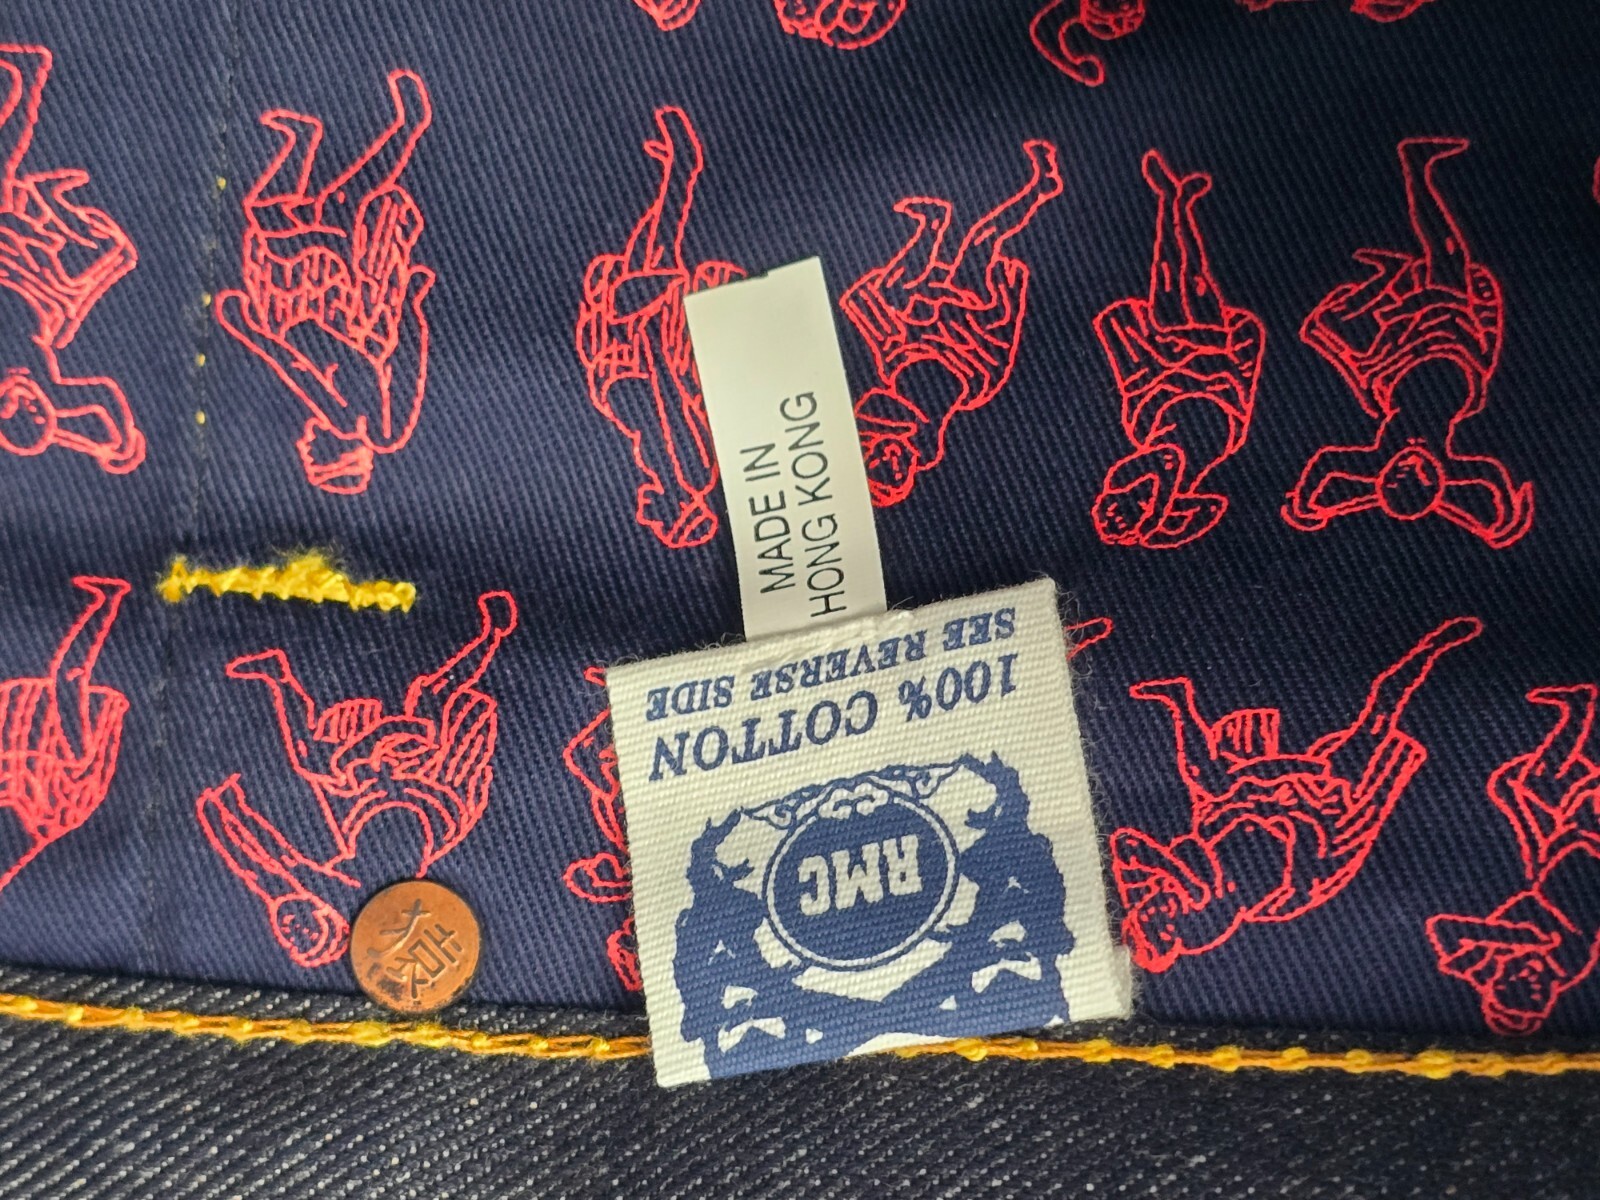 MADE IN
HONG KONG
RMC
100% COTTON
SEE REVERSE SIDE